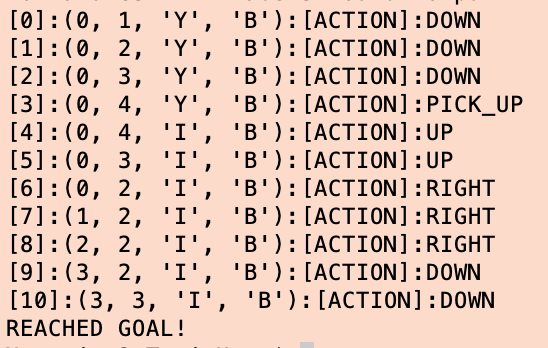 [0]:(0, 1, 'Y', 'B'):[ACTION]:DOWN
[1]:(0, 2, 'Y', 'B'):[ACTION]:DOWN
[2]:(0, 3, 'Y', 'B'):[ACTION]:DOWN
[3]:(0, 4, 'Y', 'B'):[ACTION]:PICK_UP
[4]:(0, 4, 'I', 'B'):[ACTION]:UP
[5]:(0, 3, 'I', 'B'):[ACTION]:UP
[6]:(0, 2, 'I', 'B'):[ACTION]:RIGHT
[7]:(1, 2, 'I', 'B'):[ACTION]:RIGHT
[8]:(2, 2, 'I', 'B'):[ACTION]:RIGHT
[9]:(3, 2, 'I', 'B'):[ACTION]:DOWN
[10]:(3, 3, 'I', 'B'):[ACTION]:DOWN
REACHED GOAL!